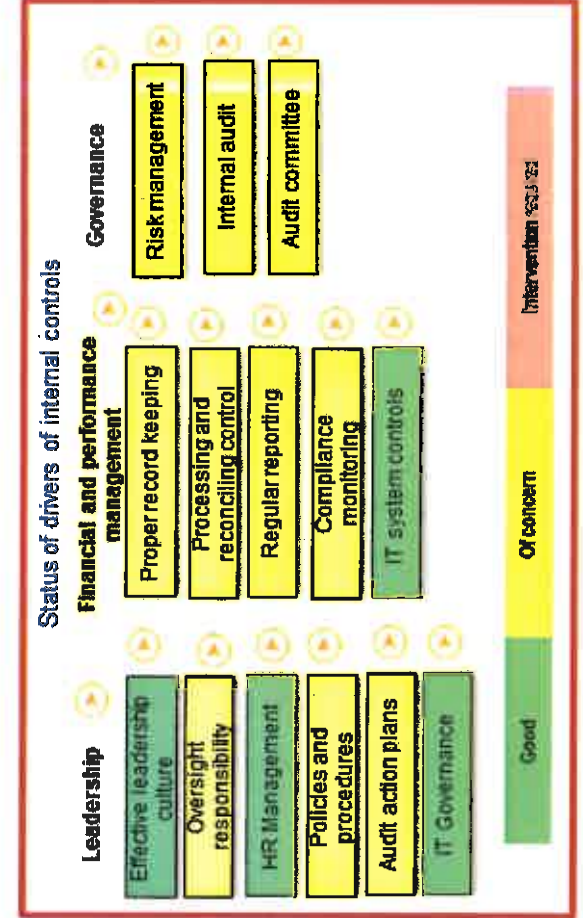 Status of drivers of internal controls
Leadership
Effective leadership
culture
Oversight
responsibility
HR Management
Policies and
procedures
Audit action plans
IT Governance
Financial and performance
management
Proper record keeping
Processing and
reconciling control
Regular reporting
Compliance
monitoring
IT system controls
Governance
Risk management
Internal audit
Audit committee
Good
Of concern
Intervention required